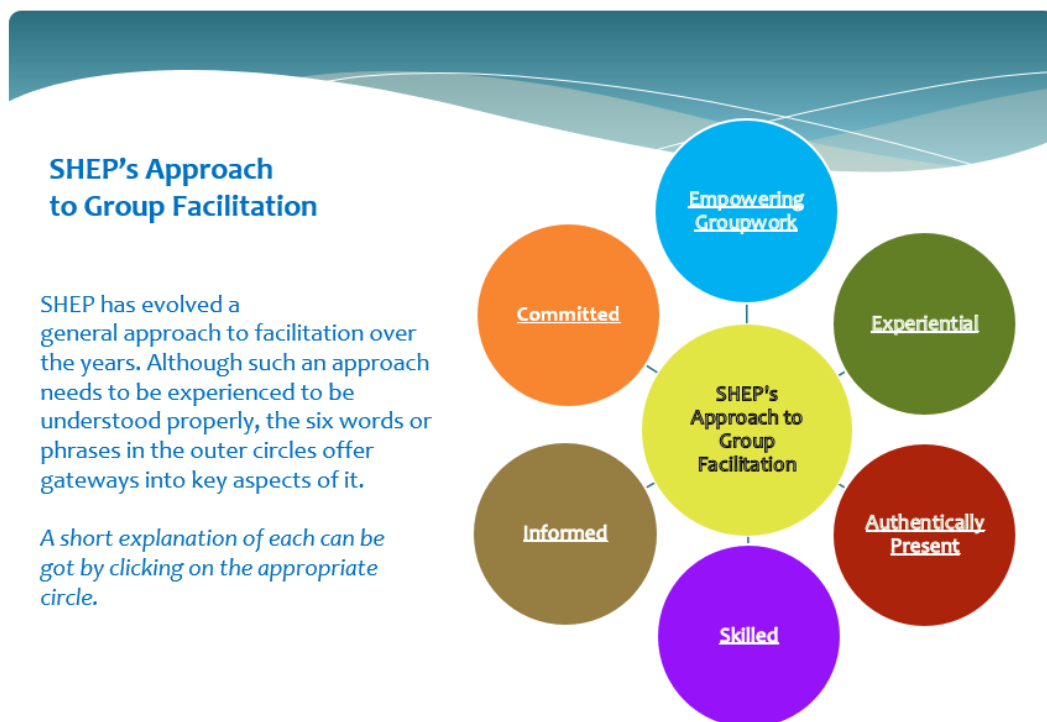 SHEP's Approach
to Group Facilitation
SHEP has evolved a
general approach to facilitation over
the years. Although such an approach
needs to be experienced to be
understood properly, the six words or
phrases in the outer circles offer
gateways into key aspects of it.
A short explanation of each can be
got by clicking on the appropriate
circle.
Empowering
Groupwork
Experiential
Authentically
Present
Skilled
Informed
Committed
SHEP's
Approach to
Group
Facilitation